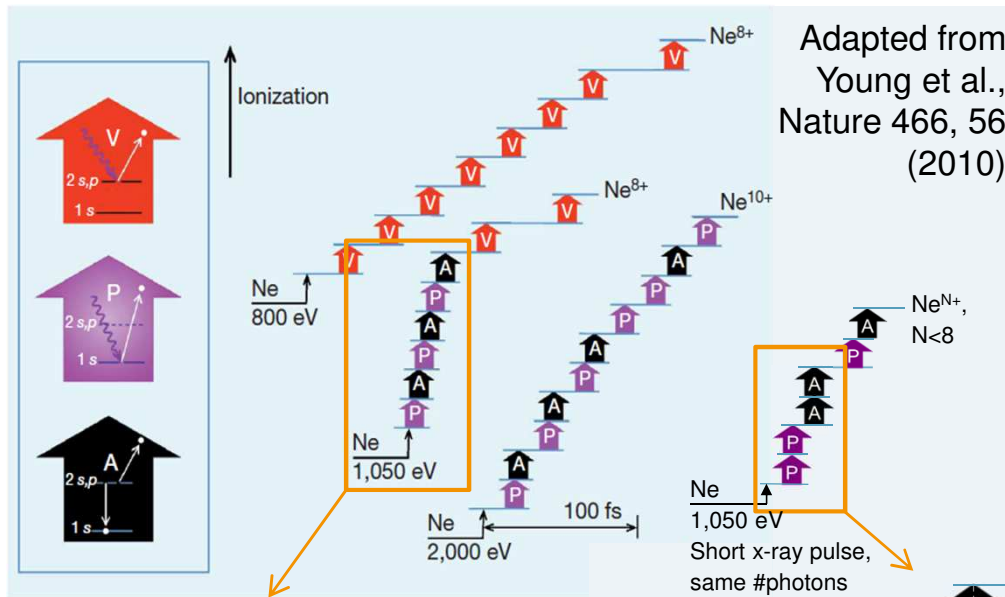 Adapted from
Young et al.,
Nature 466, 56
(2010)
Ionization
V
2 s,p
1 s
P
2 s,p
1 s
A
2 s,p
1 s
Ne⁸⁺
V
V
V
V
V
V
V
V
Ne
800 eV
Ne⁸⁺
V
V
A
P
A
P
A
P
Ne
1,050 eV
Ne¹⁰⁺
P
A
P
P
A
P
A
P
A
P
Ne
2,000 eV
100 fs
Neᴺ⁺,
N<8
A
P
A
A
P
P
Ne
1,050 eV
Short x-ray pulse,
same #photons